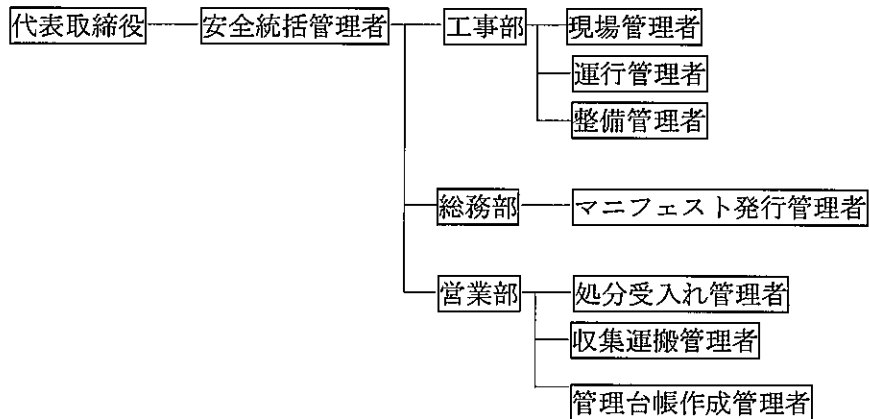 代表取締役 安全統括管理者 工事部 現場管理者
運行管理者
整備管理者
総務部 マニフェスト発行管理者
営業部 処分受入れ管理者
収集運搬管理者
管理台帳作成管理者